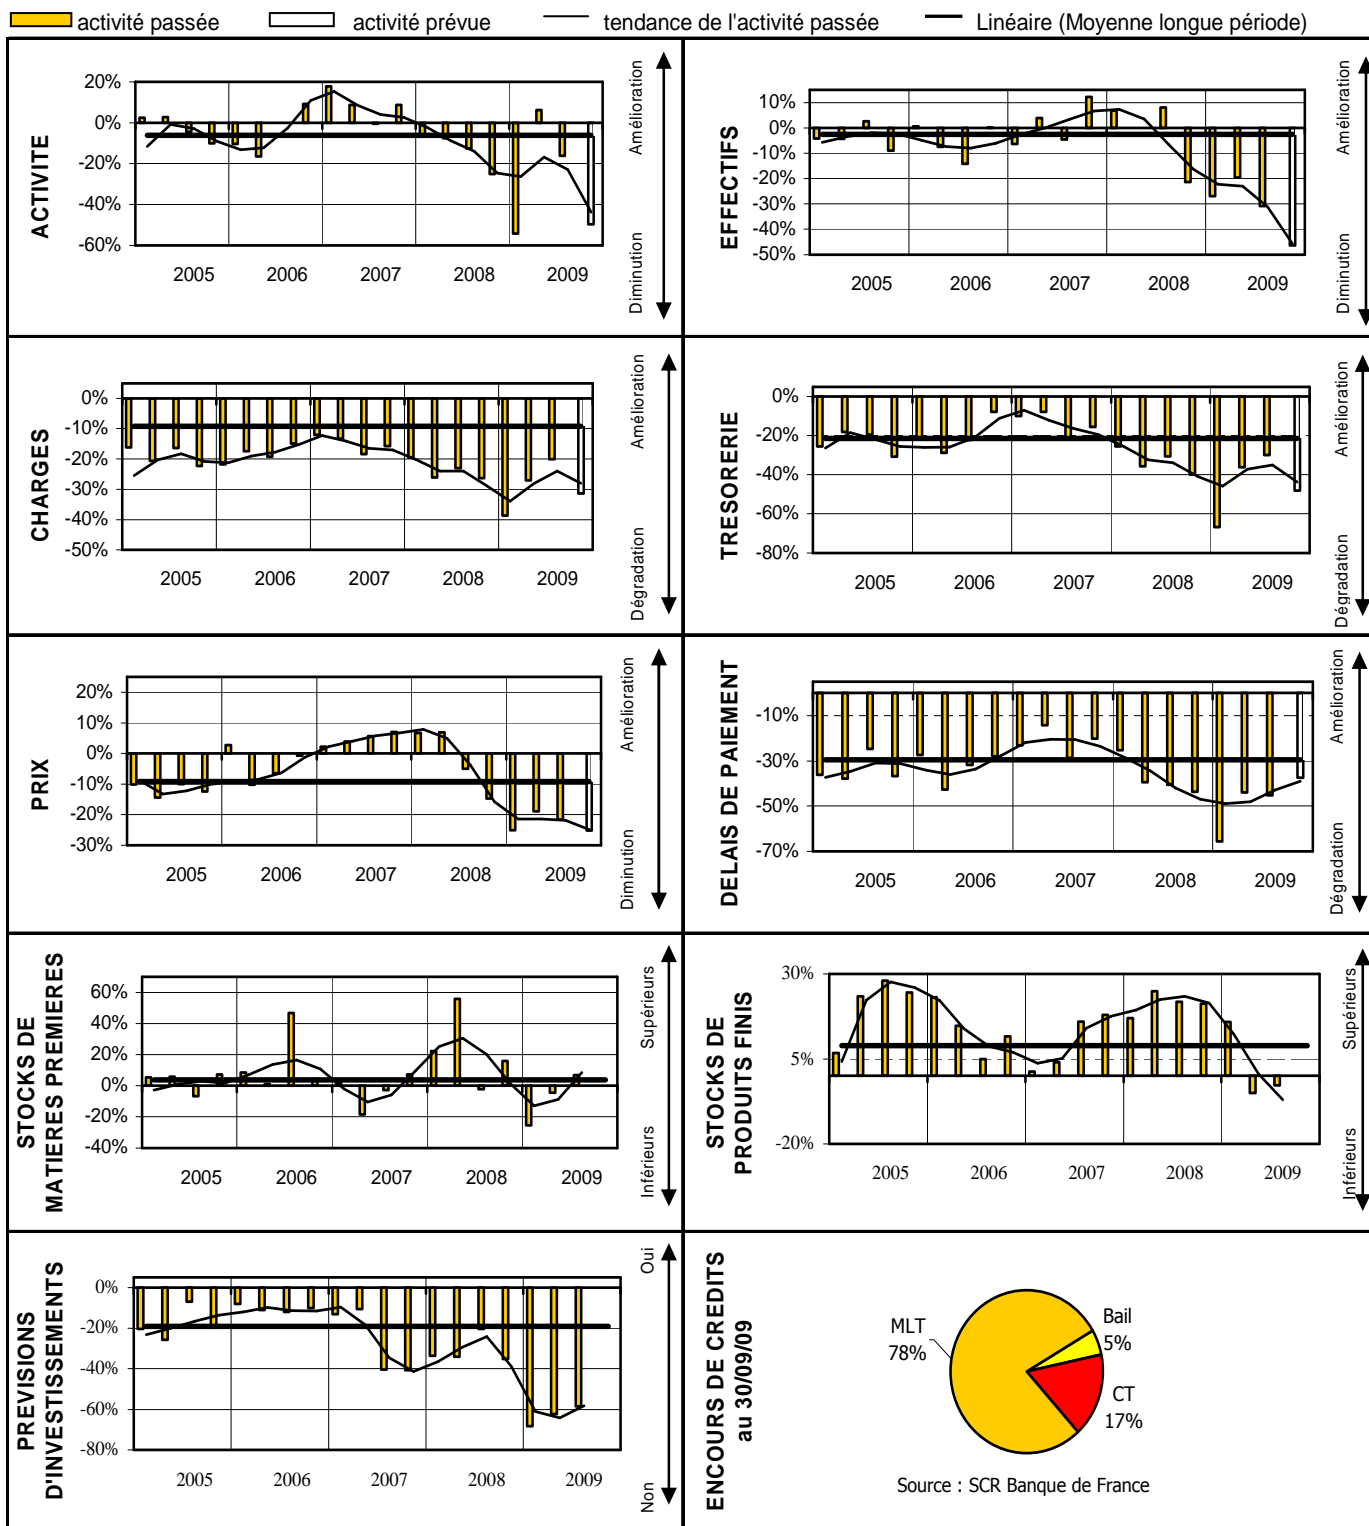 activité passée activité prévue tendance de l'activité passée Linéaire (Moyenne longue période)
ACTIVITE
20%
0%
-20%
-40%
-60%
2005 2006 2007 2008 2009
Amélioration
Diminution
EFFECTIFS
10%
0%
-10%
-20%
-30%
-40%
-50%
2005 2006 2007 2008 2009
Amélioration
Diminution
CHARGES
0%
-10%
-20%
-30%
-40%
-50%
2005 2006 2007 2008 2009
Amélioration
Dégradation
TRESORERIE
0%
-20%
-40%
-60%
-80%
2005 2006 2007 2008 2009
Amélioration
Dégradation
PRIX
20%
10%
0%
-10%
-20%
-30%
2005 2006 2007 2008 2009
Amélioration
Diminution
DELAIS DE PAIEMENT
-10%
-30%
-50%
-70%
2005 2006 2007 2008 2009
Amélioration
Dégradation
STOCKS DE
MATIERES PREMIERES
60%
40%
20%
0%
-20%
-40%
2005 2006 2007 2008 2009
Supérieurs
Inférieurs
STOCKS DE
PRODUITS FINIS
30%
5%
-20%
2005 2006 2007 2008 2009
Supérieurs
Inférieurs
PREVISIONS
D'INVESTISSEMENTS
0%
-20%
-40%
-60%
-80%
2005 2006 2007 2008 2009
Oui
Non
ENCOURS DE CREDITS
au 30/09/09
MLT
78%
Bail
5%
CT
17%
Source : SCR Banque de France